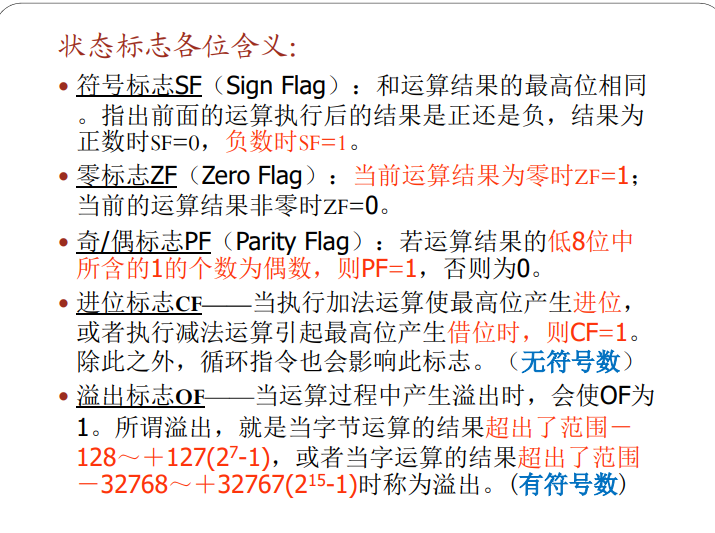 状态标志各位含义:
• 符号标志SF（Sign Flag）：和运算结果的最高位相同
。指出前面的运算执行后的结果是正还是负，结果为
正数时SF=0，负数时SF=1。
• 零标志ZF（Zero Flag）：当前运算结果为零时ZF=1；
当前的运算结果非零时ZF=0。
• 奇/偶标志PF（Parity Flag）：若运算结果的低8位中
所含的1的个数为偶数，则PF=1，否则为0。
• 进位标志CF——当执行加法运算使最高位产生进位，
或者执行减法运算引起最高位产生借位时，则CF=1。
除此之外，循环指令也会影响此标志。（无符号数）
• 溢出标志OF——当运算过程中产生溢出时，会使OF为
1。所谓溢出，就是当字节运算的结果超出了范围－
128～＋127(2⁷-1)，或者当字运算的结果超出了范围
－32768～＋32767(2¹⁵-1)时称为溢出。(有符号数)